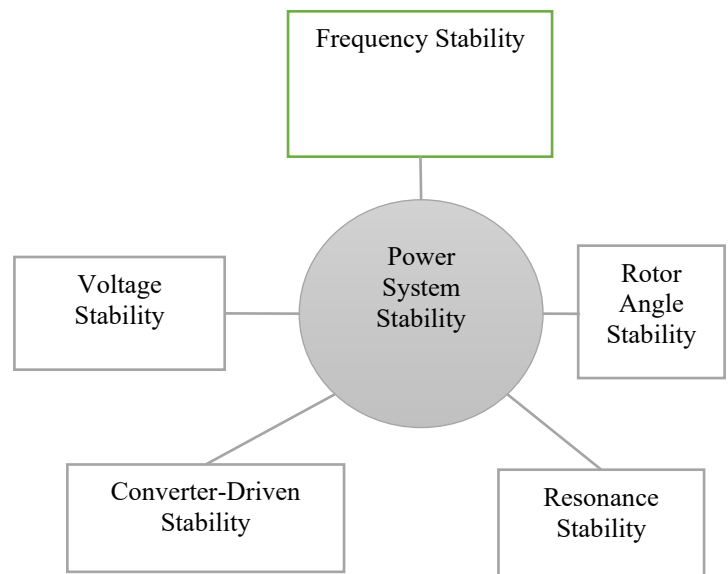 Frequency Stability
Power
System
Stability
Voltage
Stability
Rotor
Angle
Stability
Converter-Driven
Stability
Resonance
Stability